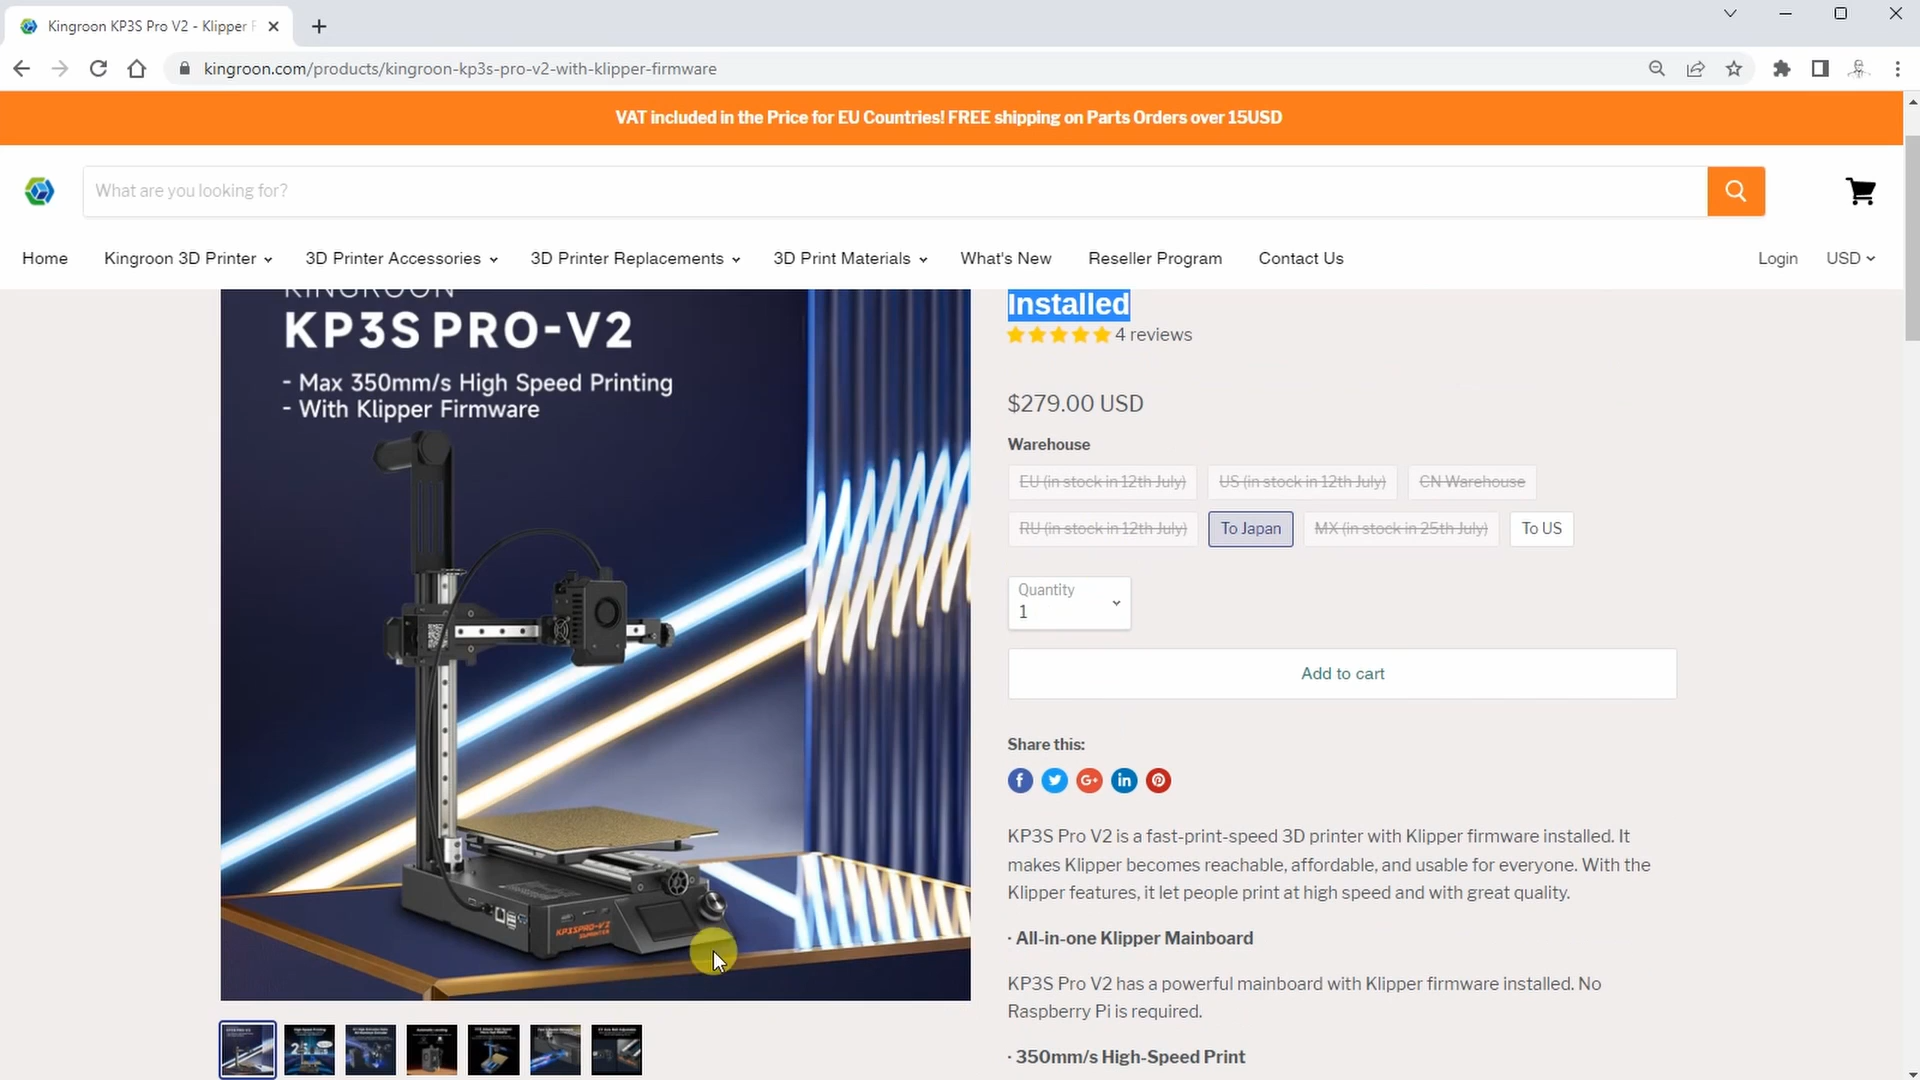 Kingroon KP3S Pro V2 - Klipper F
kingroon.com/products/kingroon-kp3s-pro-v2-with-klipper-firmware
VAT included in the Price for EU Countries! FREE shipping on Parts Orders over 15USD
What are you looking for?
Home Kingroon 3D Printer 3D Printer Accessories 3D Printer Replacements 3D Print Materials What's New Reseller Program Contact Us Login USD
KINGROON
KP3S PRO-V2
- Max 350mm/s High Speed Printing
- With Klipper Firmware
KP3SPRO-V2
Installed
4 reviews
$279.00 USD
Warehouse
EU (in stock in 12th July) US (in stock in 12th July) CN Warehouse
RU (in stock in 12th July) To Japan MX (in stock in 25th July) To US
Quantity
1
Add to cart
Share this:
KP3S Pro V2 is a fast-print-speed 3D printer with Klipper firmware installed. It
makes Klipper becomes reachable, affordable, and usable for everyone. With the
Klipper features, it let people print at high speed and with great quality.
· All-in-one Klipper Mainboard
KP3S Pro V2 has a powerful mainboard with Klipper firmware installed. No
Raspberry Pi is required.
· 350mm/s High-Speed Print